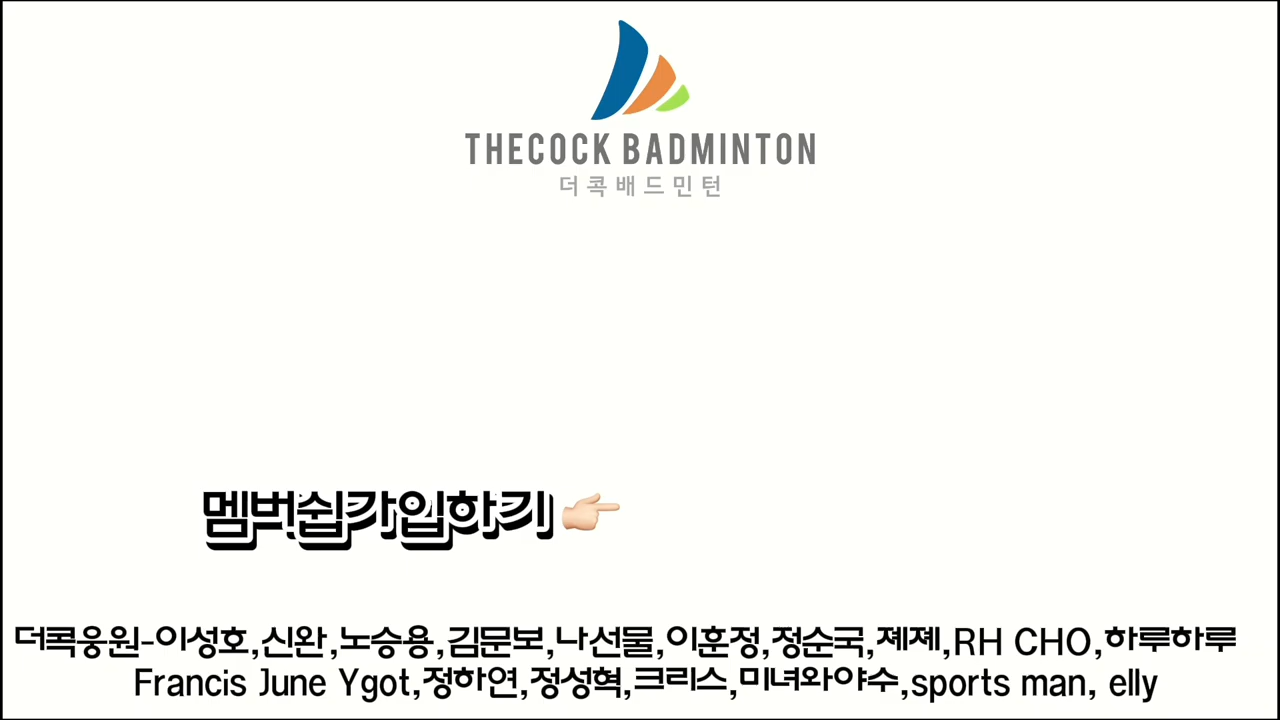 THECOCK BADMINTON
더콕배드민턴
멤버쉽가입하기
더콕응원-이성호,신완,노승용,김문보,나선물,이훈정,정순국,졔졔,RH CHO,하루하루
Francis June Ygot,정하연,정성혁,크리스,미녀와야수,sports man, elly